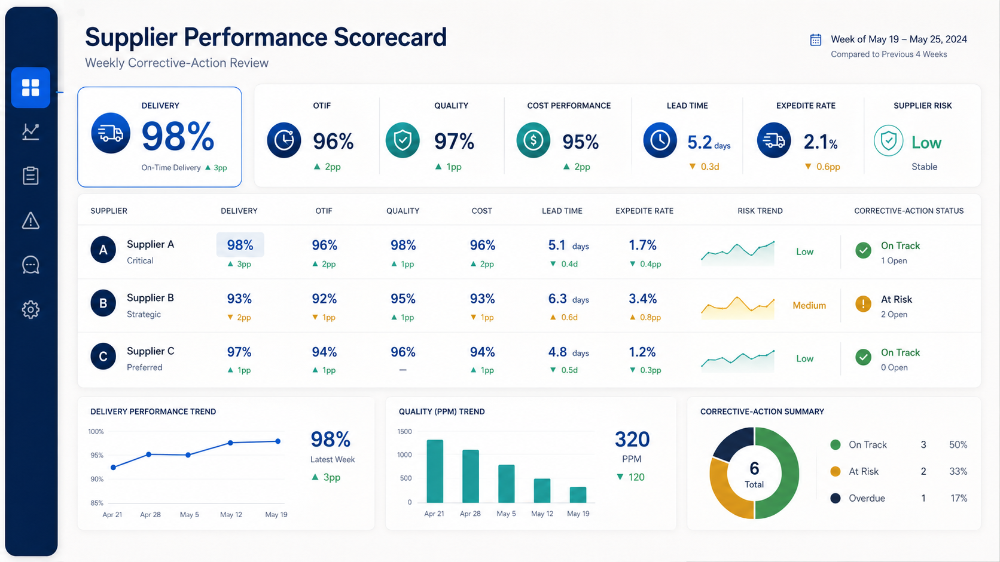 Supplier Performance Scorecard
Weekly Corrective-Action Review
Week of May 19 – May 25, 2024
Compared to Previous 4 Weeks
DELIVERY
98%
On-Time Delivery ▲ 3pp
OTIF
96%
▲ 2pp
QUALITY
97%
▲ 1pp
COST PERFORMANCE
$
95%
▲ 2pp
LEAD TIME
5.2 days
▼ 0.3d
EXPEDITE RATE
2.1%
▼ 0.6pp
SUPPLIER RISK
Low
Stable
SUPPLIER DELIVERY OTIF QUALITY COST LEAD TIME EXPEDITE RATE RISK TREND CORRECTIVE-ACTION STATUS
A Supplier A 98% 96% 98% 96% 5.1 days 1.7% Low On Track
Critical ▲ 3pp ▲ 2pp ▲ 1pp ▲ 2pp ▼ 0.4d ▼ 0.4pp 1 Open
B Supplier B 93% 92% 95% 93% 6.3 days 3.4% Medium ! At Risk
Strategic ▼ 2pp ▼ 1pp ▲ 1pp ▼ 1pp ▲ 0.6d ▲ 0.8pp 2 Open
C Supplier C 97% 94% 96% 94% 4.8 days 1.2% Low On Track
Preferred ▲ 1pp ▲ 1pp — ▲ 1pp ▼ 0.5d ▼ 0.3pp 0 Open
DELIVERY PERFORMANCE TREND
100%
95%
90%
85%
Apr 21 Apr 28 May 5 May 12 May 19
98%
Latest Week
▲ 3pp
QUALITY (PPM) TREND
1500
1000
500
0
Apr 21 Apr 28 May 5 May 12 May 19
320
PPM
▼ 120
CORRECTIVE-ACTION SUMMARY
6
Total
On Track 3 50%
At Risk 2 33%
Overdue 1 17%